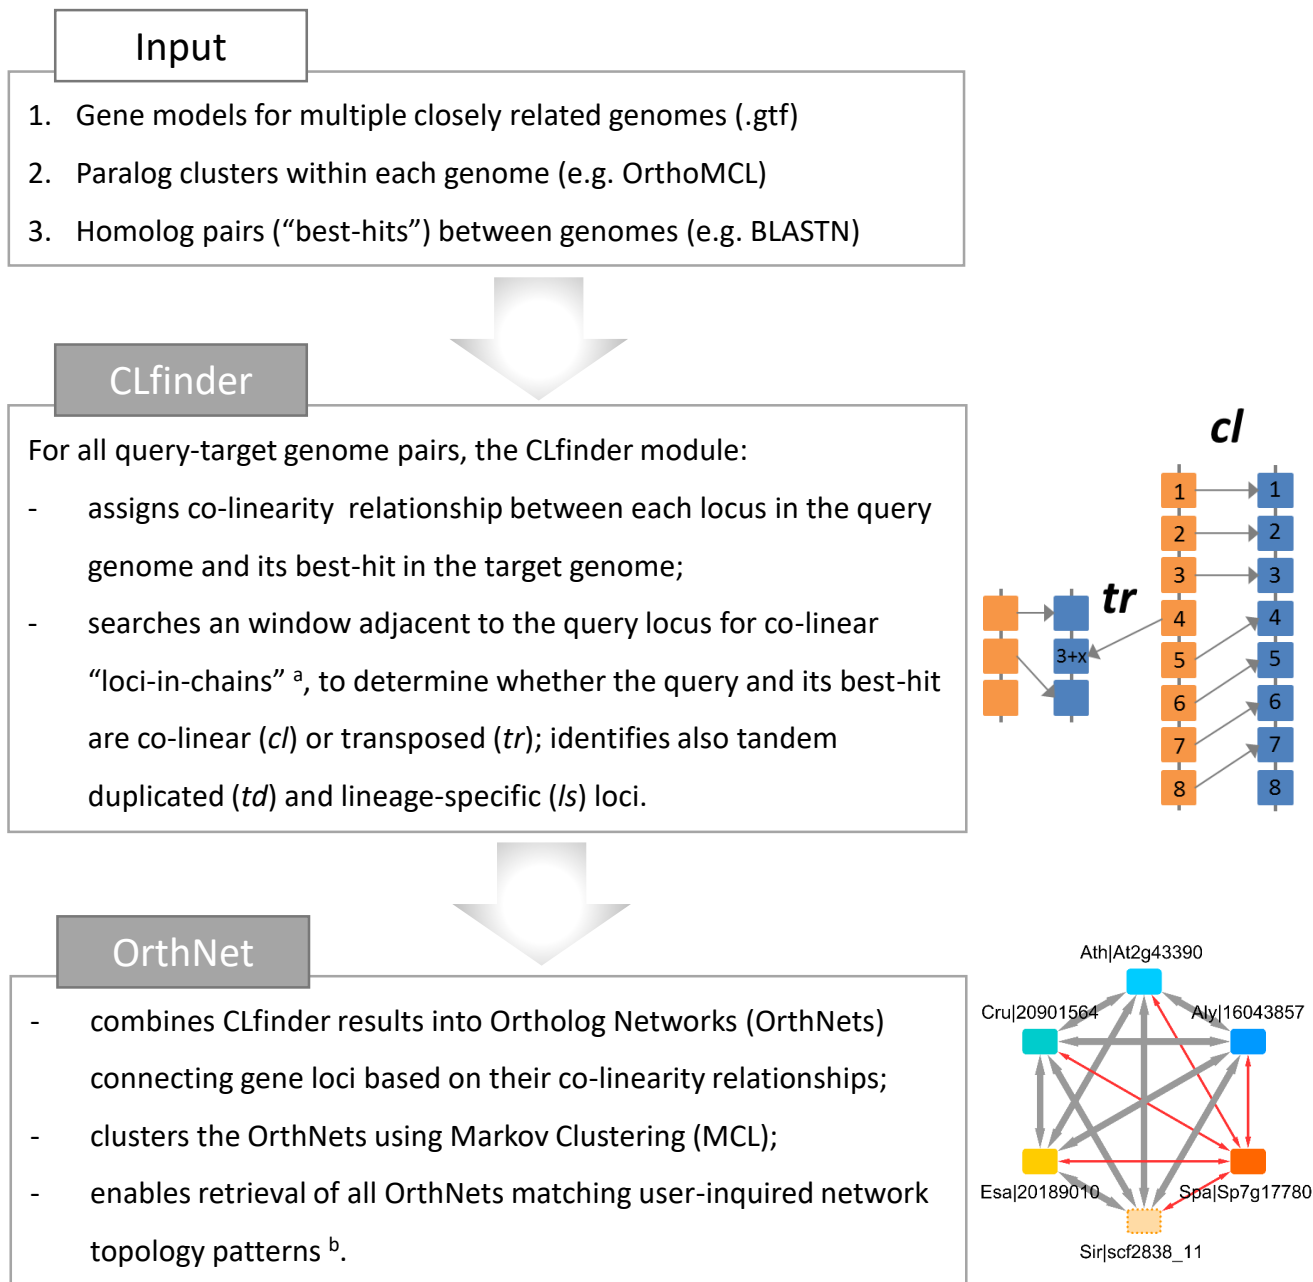 Input
1. Gene models for multiple closely related genomes (.gtf)
2. Paralog clusters within each genome (e.g. OrthoMCL)
3. Homolog pairs (“best-hits”) between genomes (e.g. BLASTN)
CLfinder
For all query-target genome pairs, the CLfinder module:
- assigns co-linearity relationship between each locus in the query
genome and its best-hit in the target genome;
- searches an window adjacent to the query locus for co-linear
“loci-in-chains” a, to determine whether the query and its best-hit
are co-linear (cl) or transposed (tr); identifies also tandem
duplicated (td) and lineage-specific (ls) loci.
cl
tr
1 1
2 2
3 3
4 4
3+x
5 5
6 6
7 7
8 8
OrthNet
- combines CLfinder results into Ortholog Networks (OrthNets)
connecting gene loci based on their co-linearity relationships;
- clusters the OrthNets using Markov Clustering (MCL);
- enables retrieval of all OrthNets matching user-inquired network
topology patterns b.
Ath|At2g43390
Cru|20901564 Aly|16043857
Esa|20189010 Spa|Sp7g17780
Sir|scf2838_11